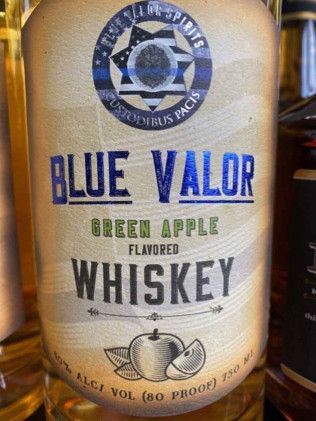 BLUE VALOR SPIRITS
CUSTODIBUS PACIS
BLUE VALOR
GREEN APPLE
FLAVORED
WHISKEY
40% ALC/ VOL (80 PROOF) 750 ML